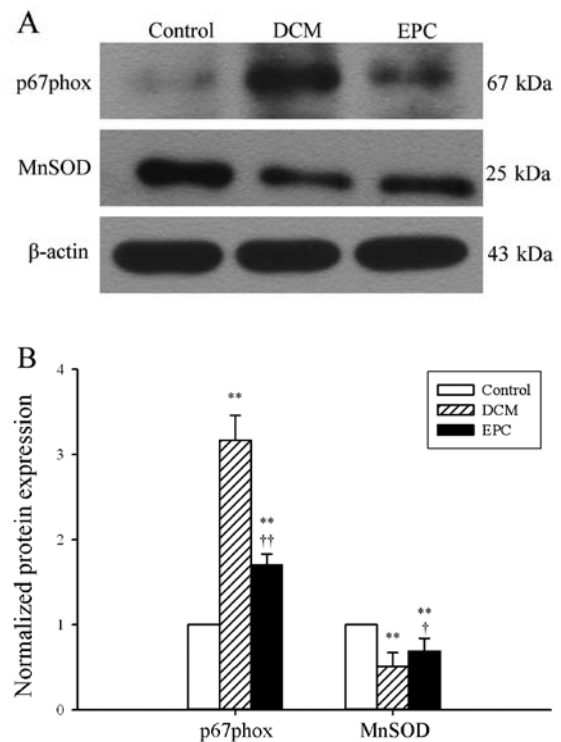 A
Control DCM EPC
p67phox 67 kDa
MnSOD 25 kDa
β-actin 43 kDa
B
4
3
2
1
0
Normalized protein expression
Control
DCM
EPC
**
**
††
**
**
†
p67phox MnSOD